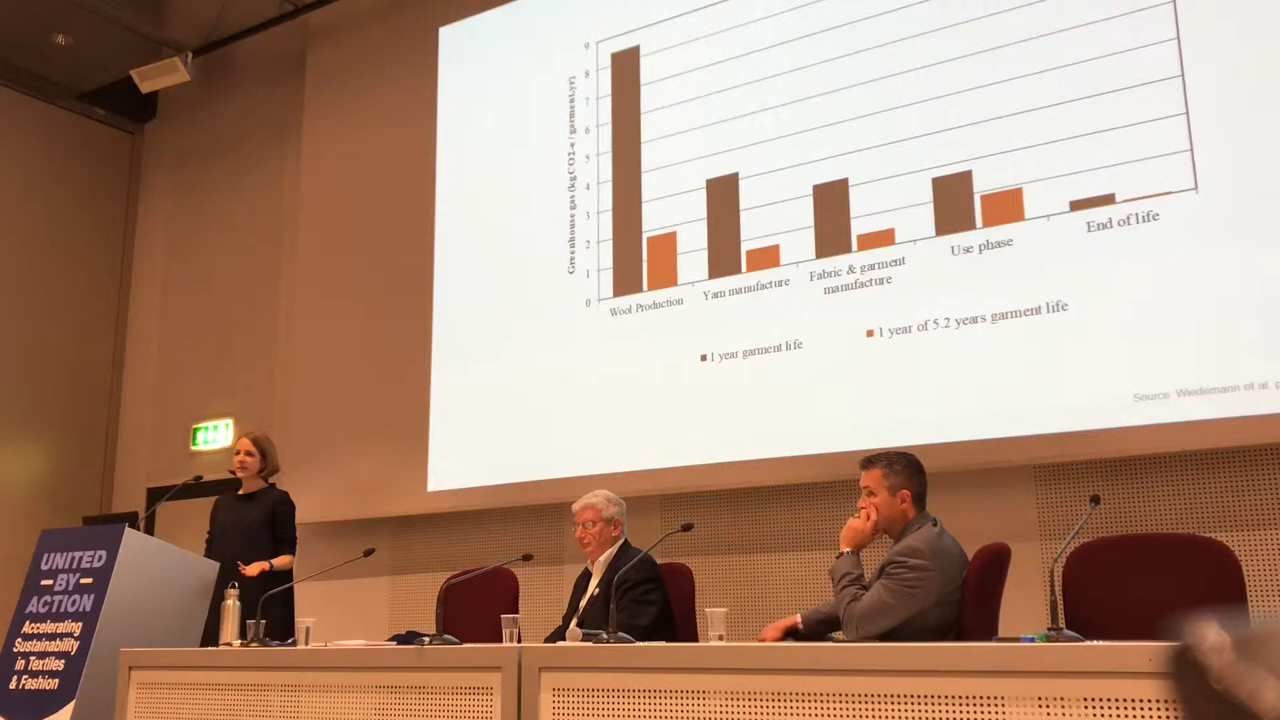 9
8
7
6
5
4
3
2
1
0
Greenhouse gas (kg CO2-e / garment.yr)
Wool Production
Yarn manufacture
Fabric & garment
manufacture
Use phase
End of life
1 year garment life
1 year of 5.2 years garment life
Source: Wiedemann et al.
UNITED
BY
ACTION
Accelerating
Sustainability
in Textiles
& Fashion